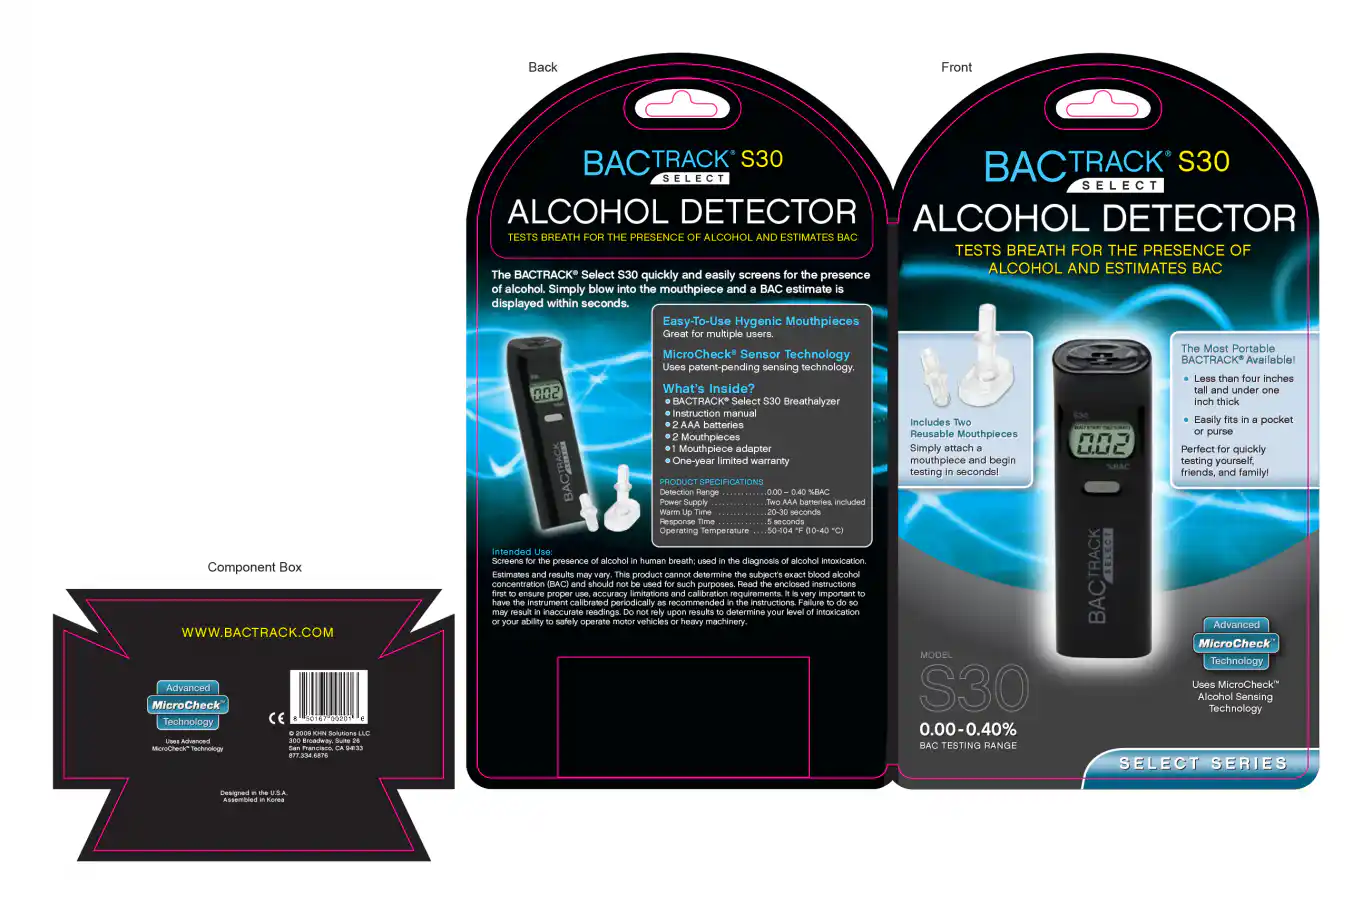 Back
BACTRACK® S30
SELECT
ALCOHOL DETECTOR
TESTS BREATH FOR THE PRESENCE OF ALCOHOL AND ESTIMATES BAC
The BACTRACK® Select S30 quickly and easily screens for the presence
of alcohol. Simply blow into the mouthpiece and a BAC estimate is
displayed within seconds.
Easy-To-Use Hygenic Mouthpieces
Great for multiple users.
MicroCheck® Sensor Technology
Uses patent-pending sensing technology.
What's Inside?
• BACTRACK® Select S30 Breathalyzer
• Instruction manual
• 2 AAA batteries
• 2 Mouthpieces
• 1 Mouthpiece adapter
• One-year limited warranty
PRODUCT SPECIFICATIONS
Detection Range . . . . . . . . . . . 0.00 – 0.40 %BAC
Power Supply . . . . . . . . . . . . . . Two AAA batteries, included
Warm Up Time . . . . . . . . . . . . 20-30 seconds
Response Time . . . . . . . . . . . . 5 seconds
Operating Temperature . . . . 50-104 °F (10-40 °C)
0.02
BACTRACK
SELECT
Intended Use:
Screens for the presence of alcohol in human breath; used in the diagnosis of alcohol intoxication.
Estimates and results may vary. This product cannot determine the subject's exact blood alcohol
concentration (BAC) and should not be used for such purposes. Read the enclosed instructions
first to ensure proper use, accuracy limitations and calibration requirements. It is very important to
have the instrument calibrated periodically as recommended in the instructions. Failure to do so
may result in inaccurate readings. Do not rely upon results to determine your level of intoxication
or your ability to safely operate motor vehicles or heavy machinery.
Front
BACTRACK® S30
SELECT
ALCOHOL DETECTOR
TESTS BREATH FOR THE PRESENCE OF
ALCOHOL AND ESTIMATES BAC
Includes Two
Reusable Mouthpieces
Simply attach a
mouthpiece and begin
testing in seconds!
S30
0.02
%BAC
BACTRACK
SELECT
The Most Portable
BACTRACK® Available!
• Less than four inches
tall and under one
inch thick
• Easily fits in a pocket
or purse
Perfect for quickly
testing yourself,
friends, and family!
MODEL
S30
0.00-0.40%
BAC TESTING RANGE
Advanced
MicroCheck™
Technology
Uses MicroCheck™
Alcohol Sensing
Technology
SELECT SERIES
Component Box
WWW.BACTRACK.COM
Advanced
MicroCheck™
Technology
Uses Advanced
MicroCheck™ Technology
CE
8 50167 00201 6
© 2009 KHN Solutions LLC
300 Broadway, Suite 26
San Francisco, CA 94133
877.334.6876
Designed in the U.S.A.
Assembled in Korea